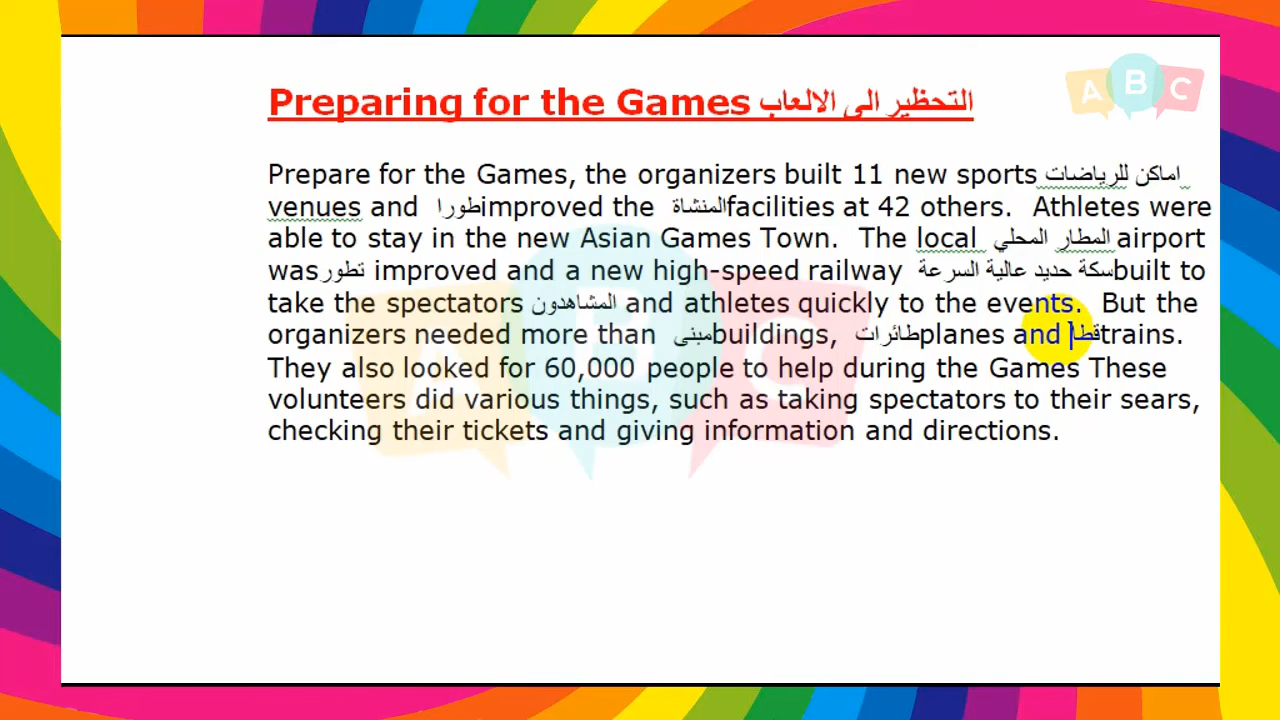 A B C
Preparing for the Games التحظير الى الالعاب
Prepare for the Games, the organizers built 11 new sports اماكن للرياضات
venues and طورا improved the المنشاة facilities at 42 others. Athletes were
able to stay in the new Asian Games Town. The local المطار المحلي airport
was تطور improved and a new high-speed railway سكة حديد عالية السرعة built to
take the spectators المشاهدون and athletes quickly to the events. But the
organizers needed more than مبنى buildings, طائرات planes and قطا trains.
They also looked for 60,000 people to help during the Games These
volunteers did various things, such as taking spectators to their sears,
checking their tickets and giving information and directions.
A B C